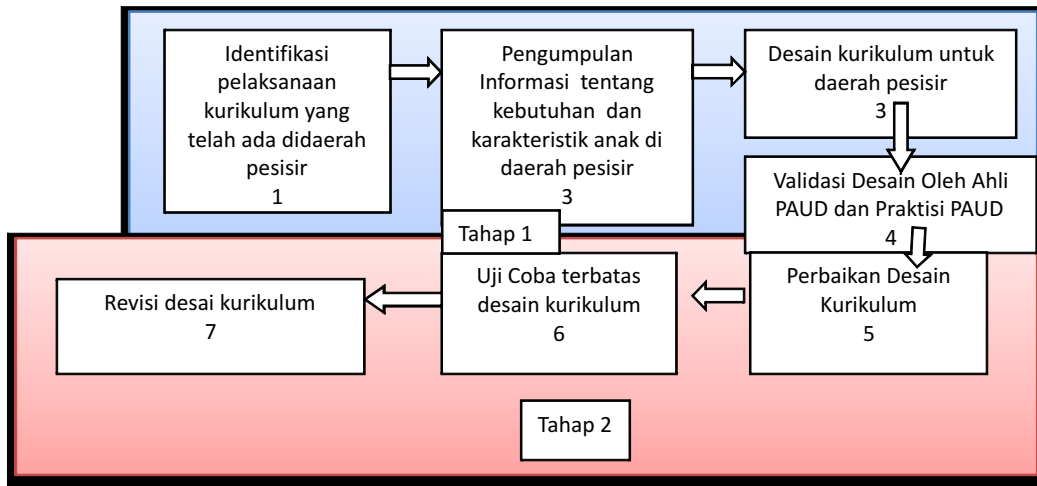 Identifikasi
pelaksanaan
kurikulum yang
telah ada didaerah
pesisir
1
Pengumpulan
Informasi tentang
kebutuhan dan
karakteristik anak di
daerah pesisir
3
Desain kurikulum untuk
daerah pesisir
3
Validasi Desain Oleh Ahli
PAUD dan Praktisi PAUD
4
Tahap 1
Perbaikan Desain
Kurikulum
5
Uji Coba terbatas
desain kurikulum
6
Revisi desai kurikulum
7
Tahap 2